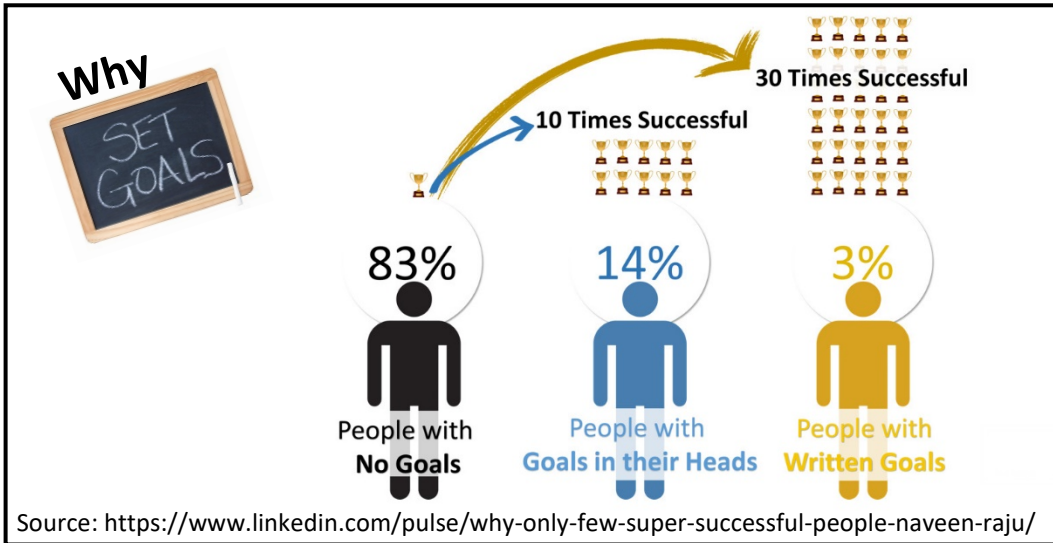 Why
SET
GOALS
10 Times Successful
30 Times Successful
83%
14%
3%
People with
No Goals
People with
Goals in their Heads
People with
Written Goals
Source: https://www.linkedin.com/pulse/why-only-few-super-successful-people-naveen-raju/